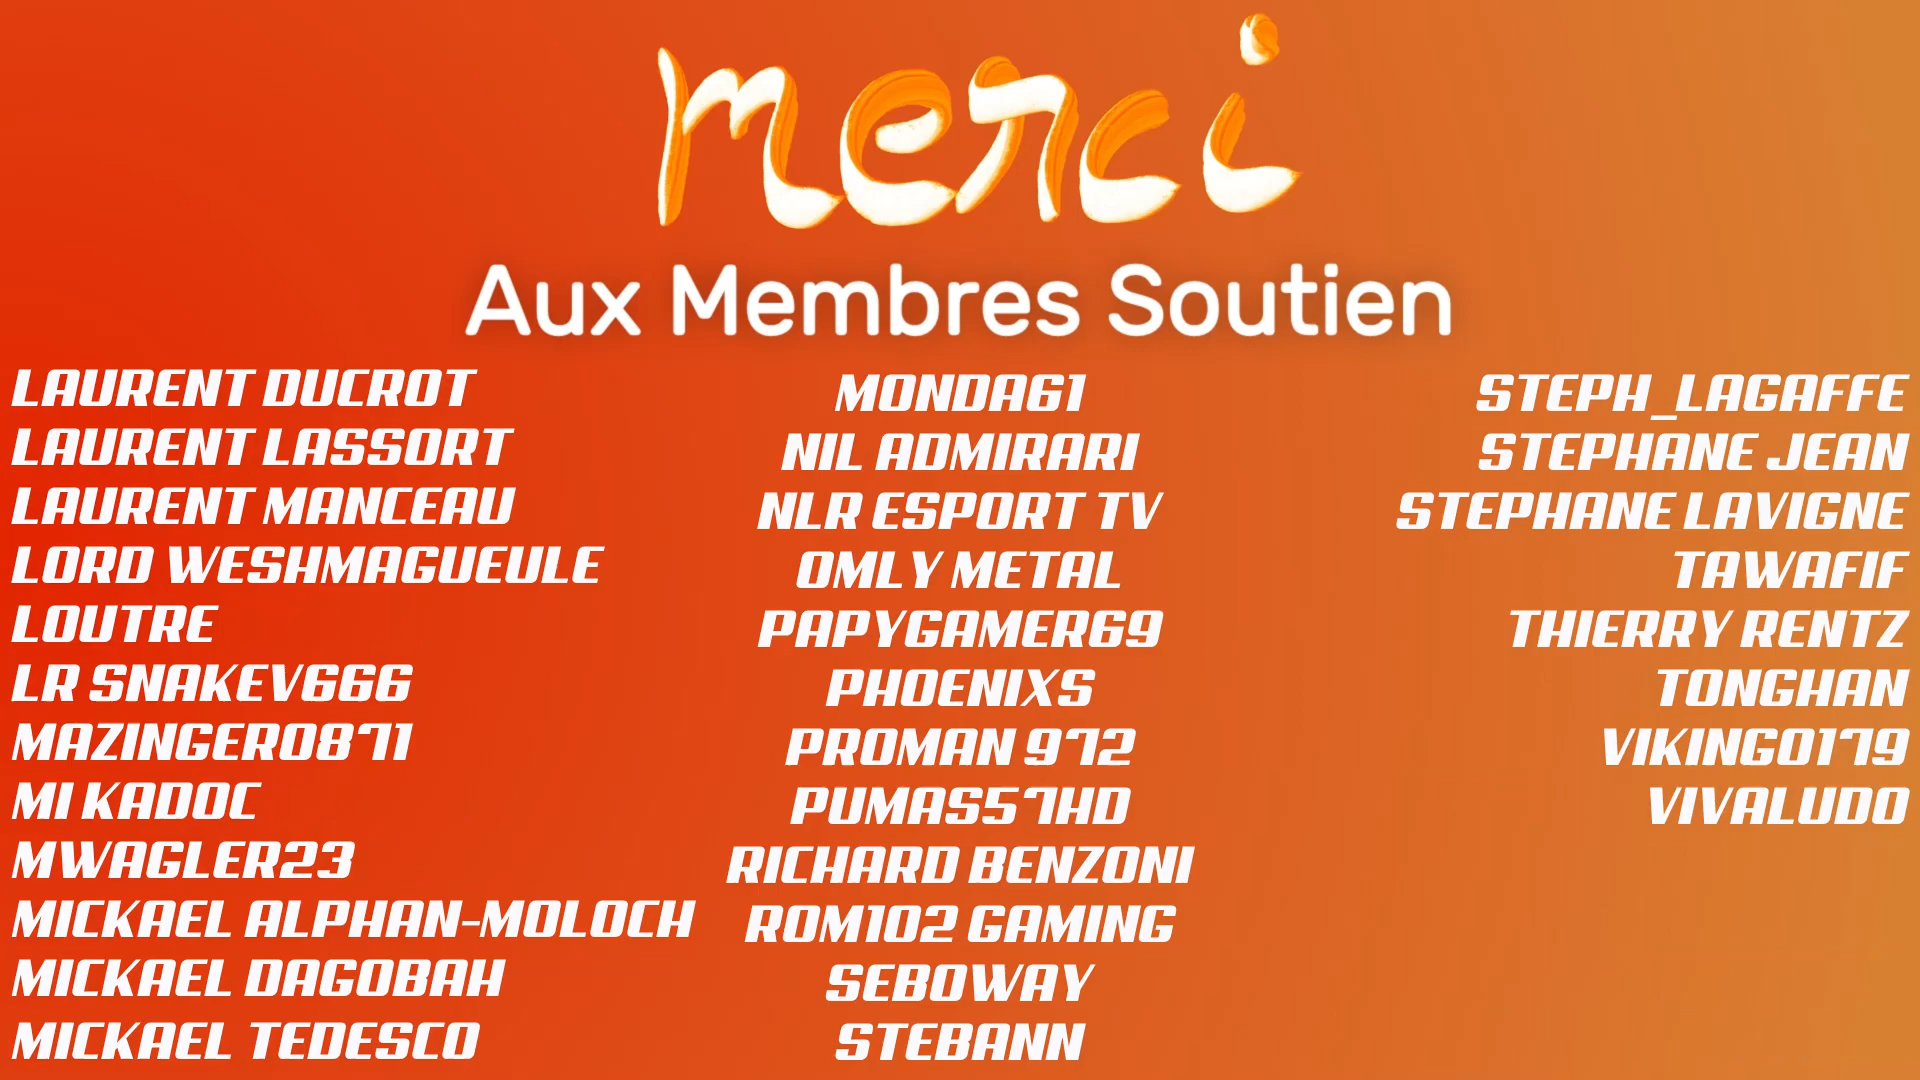 merci
Aux Membres Soutien
LAURENT DUCROT
LAURENT LASSORT
LAURENT MANCEAU
LORD WESHMAGUEULE
LOUTRE
LR SNAKEV666
MAZINGER0871
MI KADOC
MWAGLER23
MICKAEL ALPHAN-MOLOCH
MICKAEL DAGOBAH
MICKAEL TEDESCO
MONDA61
NIL ADMIRARI
NLR ESPORT TV
OMLY METAL
PAPYGAMER69
PHOENIXS
PROMAN 972
PUMAS57HD
RICHARD BENZONI
ROM102 GAMING
SEBOWAY
STEBANN
STEPH_LAGAFFE
STEPHANE JEAN
STEPHANE LAVIGNE
TAWAFIF
THIERRY RENTZ
TONGHAN
VIKING0179
VIVALUDO